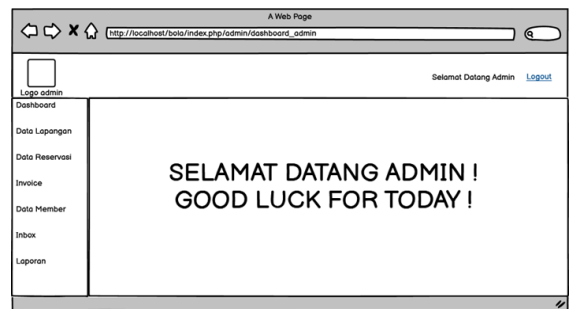 A Web Page
http://localhost/bola/index.php/admin/dashboard_admin
Selamat Datang Admin Logout
Logo admin
Dashboard
Data Lapangan
Data Reservasi
Invoice
Data Member
Inbox
Laporan
SELAMAT DATANG ADMIN !
GOOD LUCK FOR TODAY !